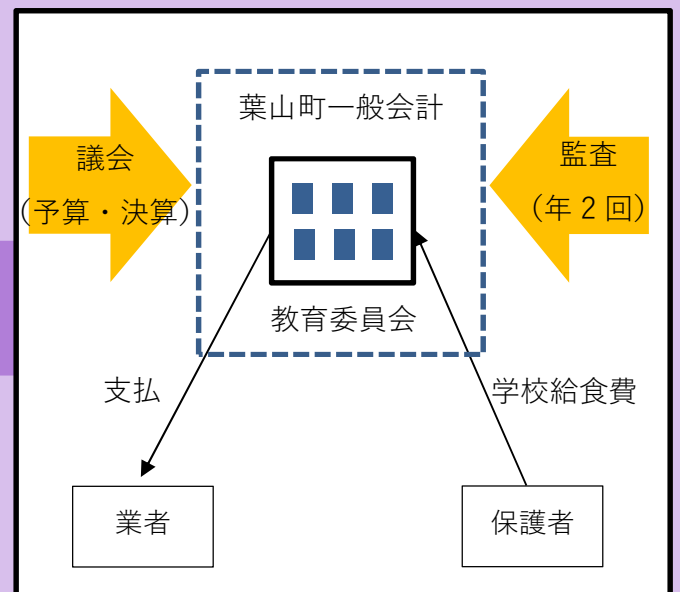 葉山町一般会計
議会
（予算・決算）
監査
（年２回）
教育委員会
支払
学校給食費
業者
保護者